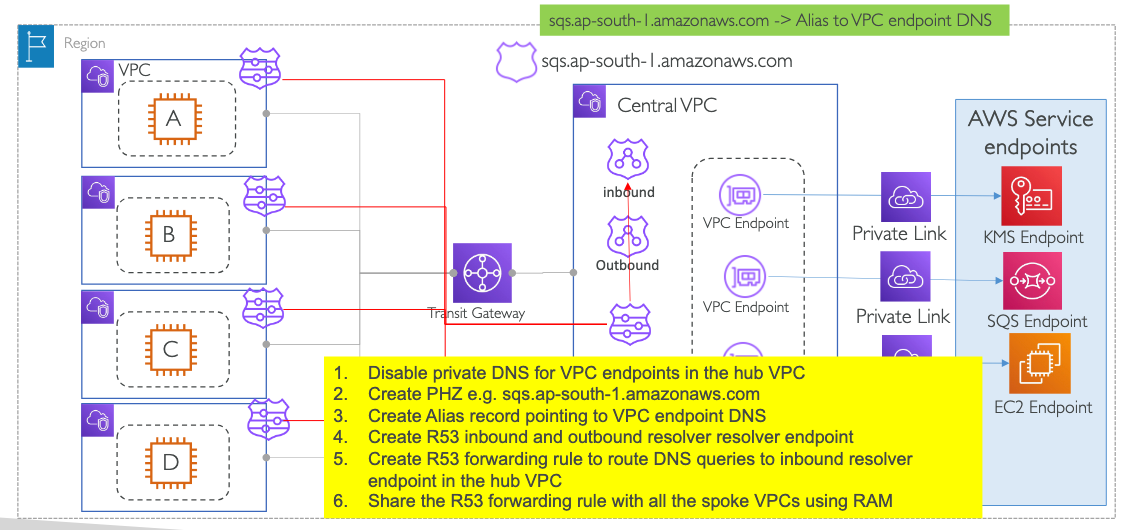 sqs.ap-south-1.amazonaws.com -> Alias to VPC endpoint DNS
Region
sqs.ap-south-1.amazonaws.com
VPC
A
Central VPC
AWS Service
endpoints
inbound
VPC Endpoint
Private Link
KMS Endpoint
B
Outbound
Transit Gateway
VPC Endpoint
Private Link
SQS Endpoint
C
EC2 Endpoint
D
1. Disable private DNS for VPC endpoints in the hub VPC
2. Create PHZ e.g. sqs.ap-south-1.amazonaws.com
3. Create Alias record pointing to VPC endpoint DNS
4. Create R53 inbound and outbound resolver resolver endpoint
5. Create R53 forwarding rule to route DNS queries to inbound resolver
endpoint in the hub VPC
6. Share the R53 forwarding rule with all the spoke VPCs using RAM